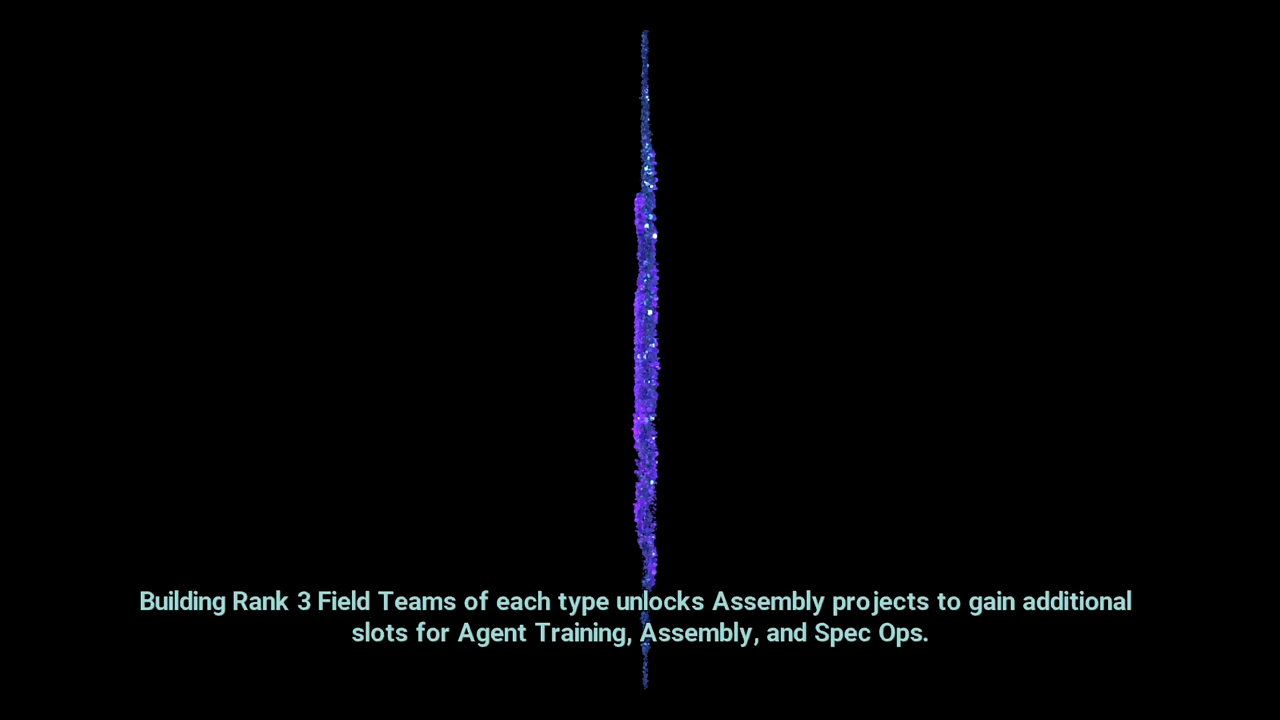 Building Rank 3 Field Teams of each type unlocks Assembly projects to gain additional
slots for Agent Training, Assembly, and Spec Ops.